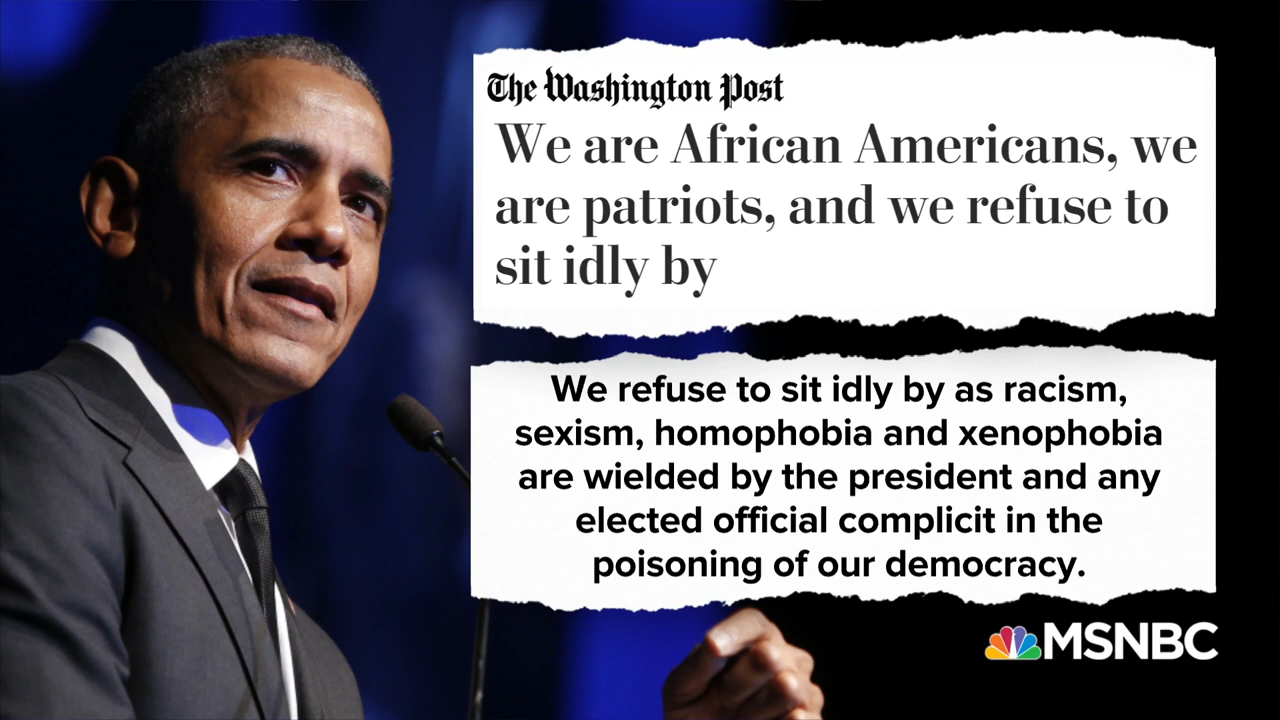 The Washington Post
We are African Americans, we
are patriots, and we refuse to
sit idly by
We refuse to sit idly by as racism,
sexism, homophobia and xenophobia
are wielded by the president and any
elected official complicit in the
poisoning of our democracy.
MSNBC